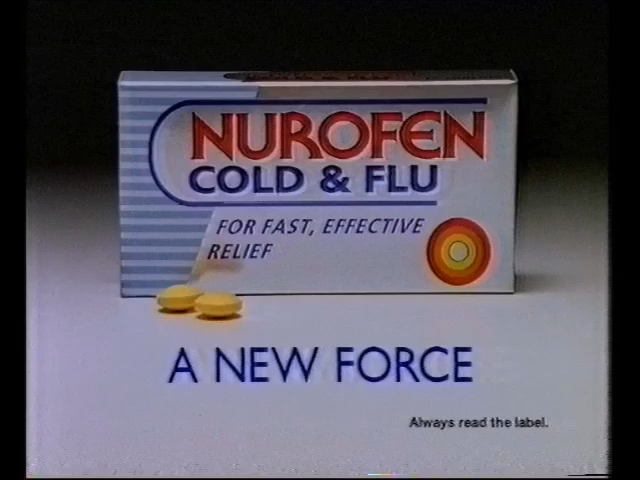 NUROFEN
COLD & FLU
FOR FAST, EFFECTIVE
RELIEF
A NEW FORCE
Always read the label.